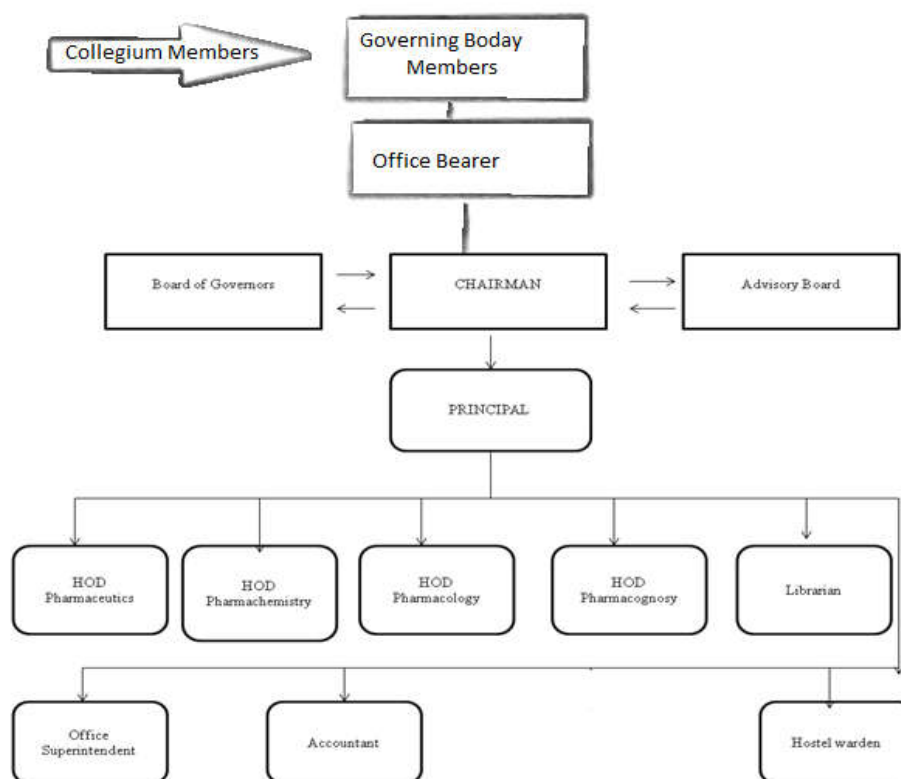 Collegium Members
Governing Boday
Members
Office Bearer
Board of Governors
CHAIRMAN
Advisory Board
PRINCIPAL
HOD
Pharmaceutics
HOD
Pharmachemistry
HOD
Pharmacology
HOD
Pharmacognosy
Librarian
Office
Superintendent
Accountant
Hostel warden